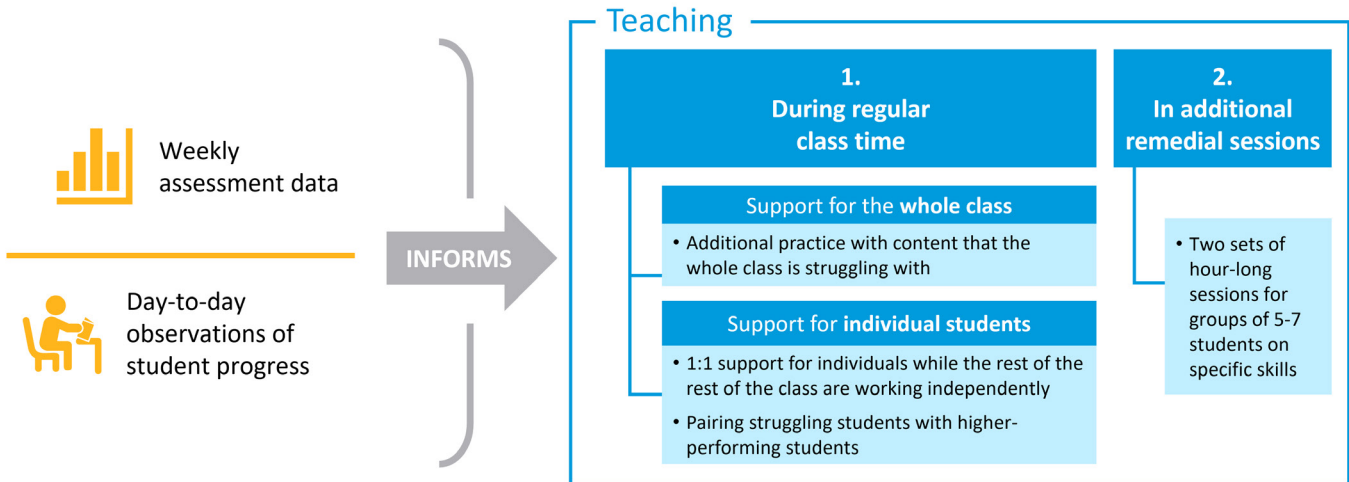 Weekly
assessment data
Day-to-day
observations of
student progress
INFORMS
Teaching
1.
During regular
class time
Support for the whole class
• Additional practice with content that the
whole class is struggling with
Support for individual students
• 1:1 support for individuals while the rest of the
rest of the class are working independently
• Pairing struggling students with higher-
performing students
2.
In additional
remedial sessions
• Two sets of
hour-long
sessions for
groups of 5-7
students on
specific skills